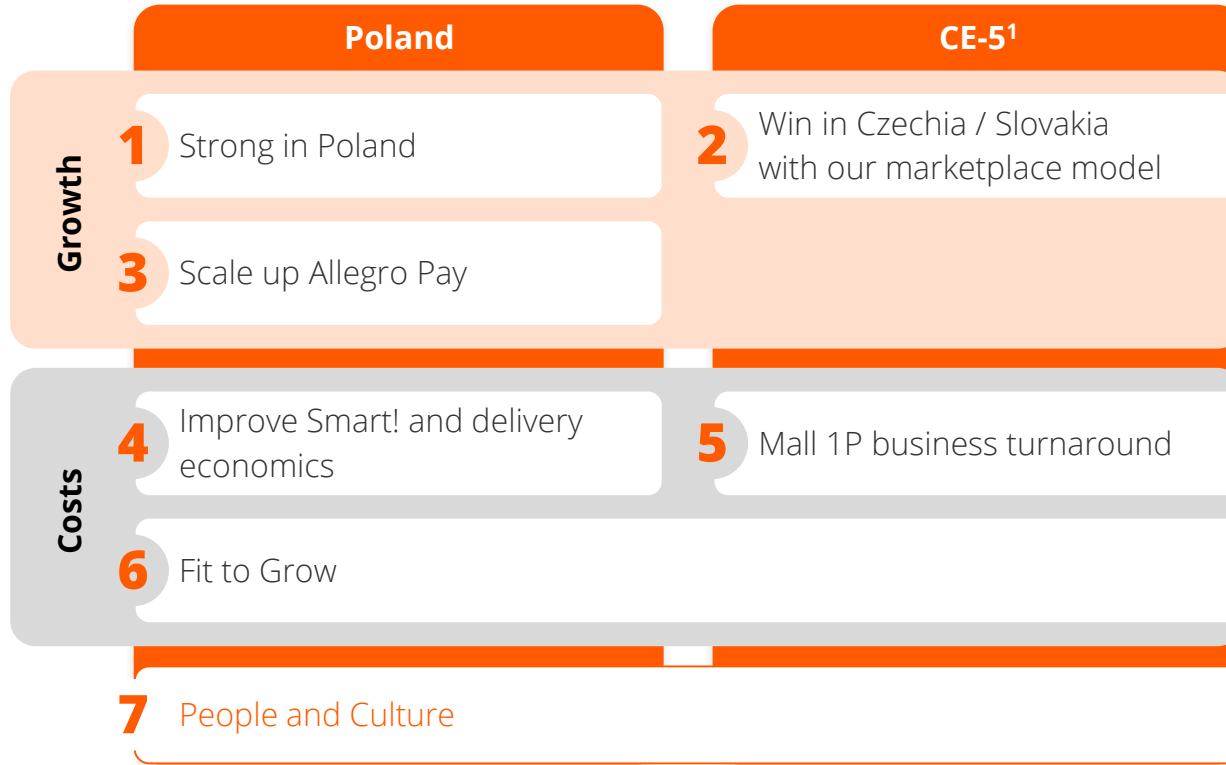 Poland
CE-5¹
Growth
1 Strong in Poland
2 Win in Czechia / Slovakia
with our marketplace model
3 Scale up Allegro Pay
Costs
4 Improve Smart! and delivery
economics
5 Mall 1P business turnaround
6 Fit to Grow
7 People and Culture